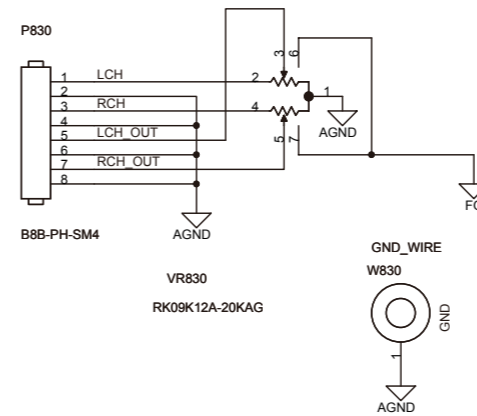 P830
3
6
1
LCH
2
1
2
3
RCH
4
AGND
4
5
LCH_OUT
5
7
6
7
RCH_OUT
8
B8B-PH-SM4
AGND
GND_WIRE
W830
VR830
RK09K12A-20KAG
GND
1
AGND